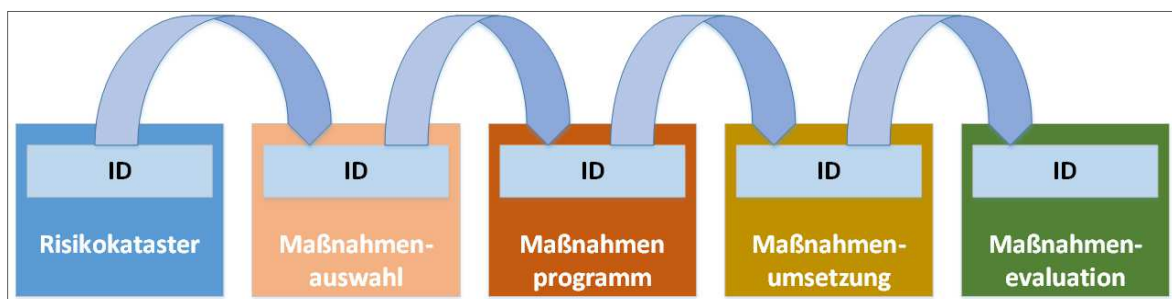 ID
Risikokataster
ID
Maßnahmen-
auswahl
ID
Maßnahmen
programm
ID
Maßnahmen-
umsetzung
ID
Maßnahmen-
evaluation